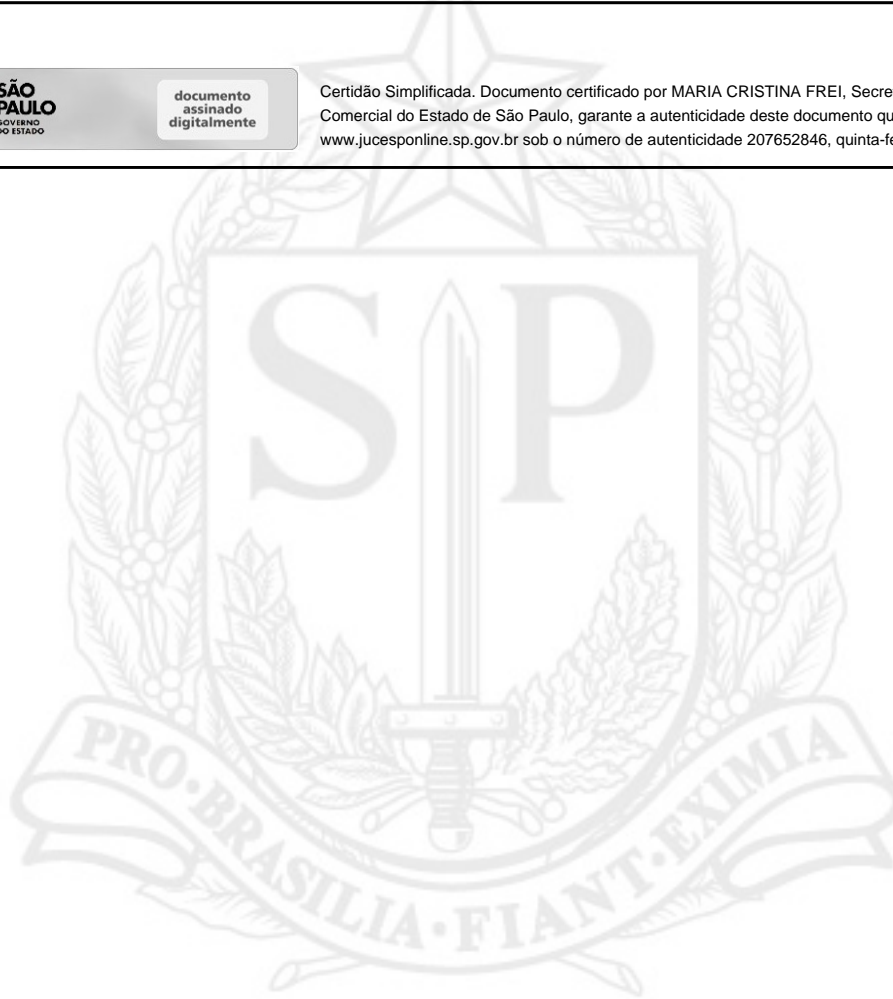 SÃO
PAULO
GOVERNO
DO ESTADO
documento
assinado
digitalmente
Certidão Simplificada. Documento certificado por MARIA CRISTINA FREI, Secre
Comercial do Estado de São Paulo, garante a autenticidade deste documento qu
www.jucesponline.sp.gov.br sob o número de autenticidade 207652846, quinta-fe
SP
PRO·BRASILIA·FIANT·EXIMIA